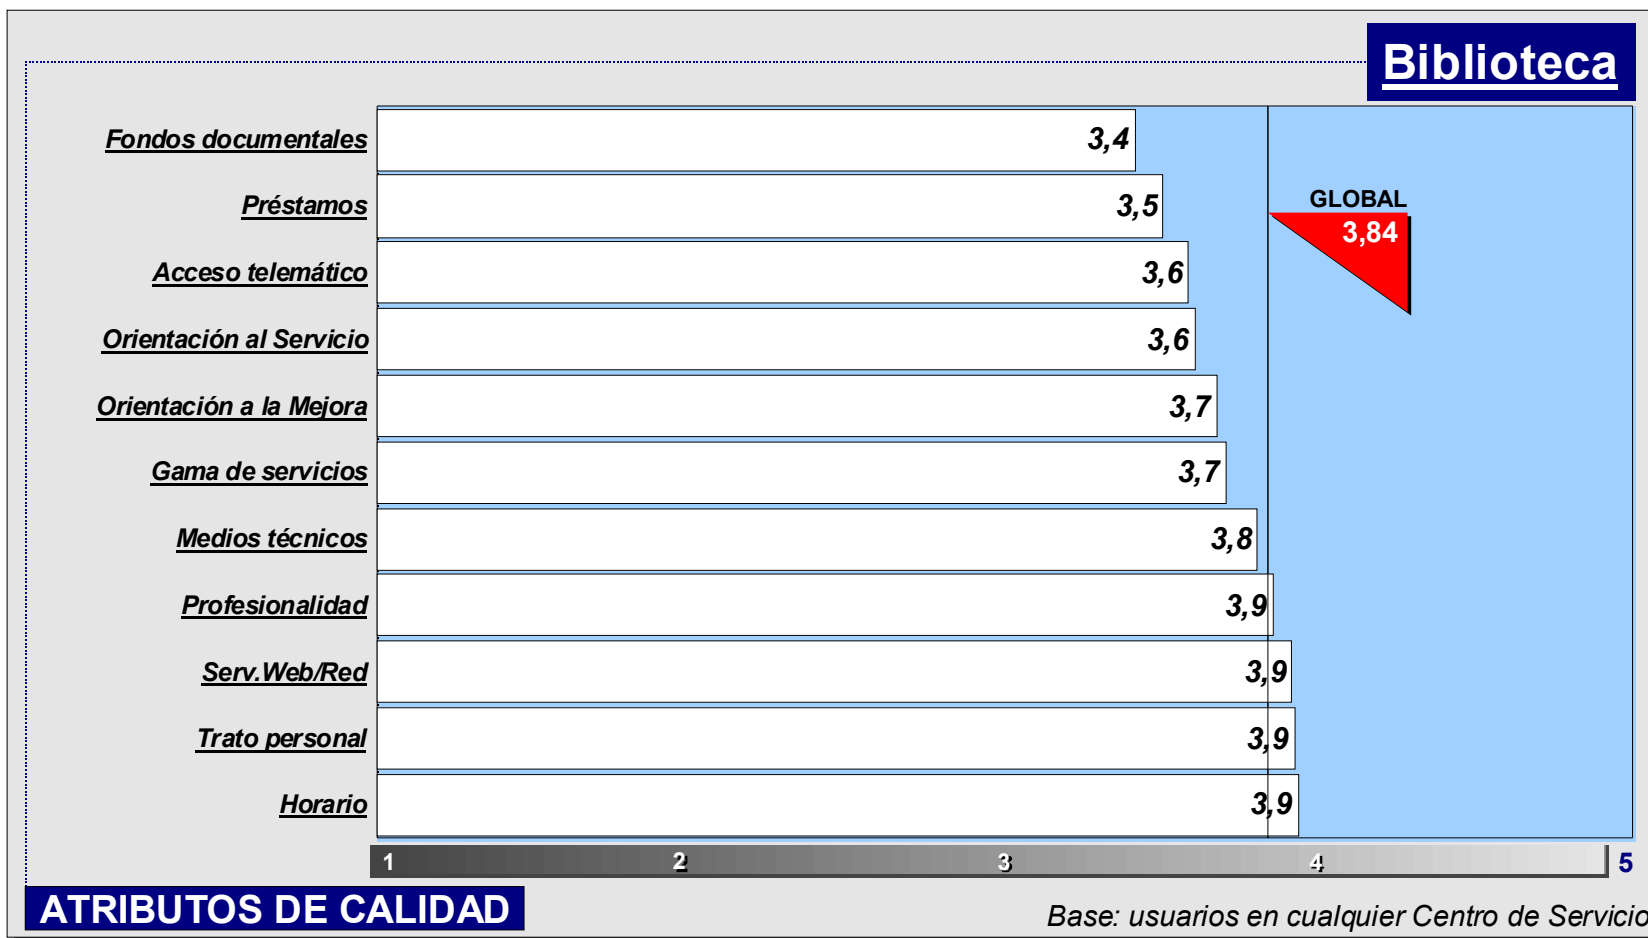 Biblioteca
Fondos documentales 3,4
Préstamos 3,5
GLOBAL
3,84
Acceso telemático 3,6
Orientación al Servicio 3,6
Orientación a la Mejora 3,7
Gama de servicios 3,7
Medios técnicos 3,8
Profesionalidad 3,9
Serv.Web/Red 3,9
Trato personal 3,9
Horario 3,9
1 2 3 4 5
ATRIBUTOS DE CALIDAD
Base: usuarios en cualquier Centro de Servicio